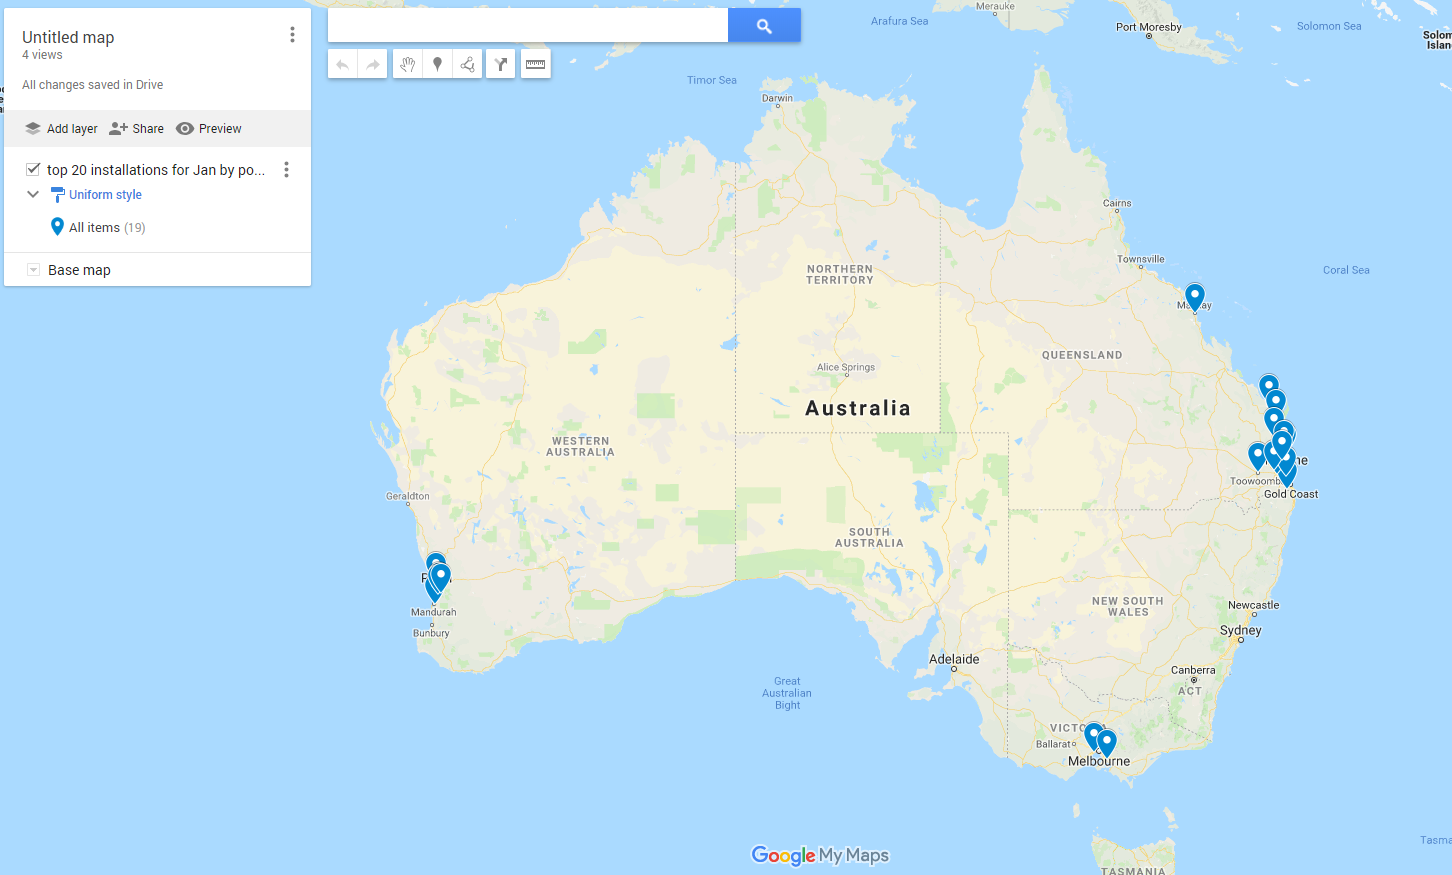 Untitled map
4 views
All changes saved in Drive
Add layer
Share
Preview
top 20 installations for Jan by po...
Uniform style
All items (19)
Base map
Merauke
Arafura Sea
Port Moresby
Solomon Sea
Timor Sea
Darwin
Cairns
Townsville
Coral Sea
NORTHERN
TERRITORY
QUEENSLAND
Alice Springs
Australia
WESTERN
AUSTRALIA
Geraldton
Gold Coast
SOUTH
AUSTRALIA
Mandurah
Bunbury
NEW SOUTH
WALES
Newcastle
Sydney
Adelaide
Canberra
ACT
Great
Australian
Bight
Ballarat
Melbourne
Google My Maps
TASMANIA